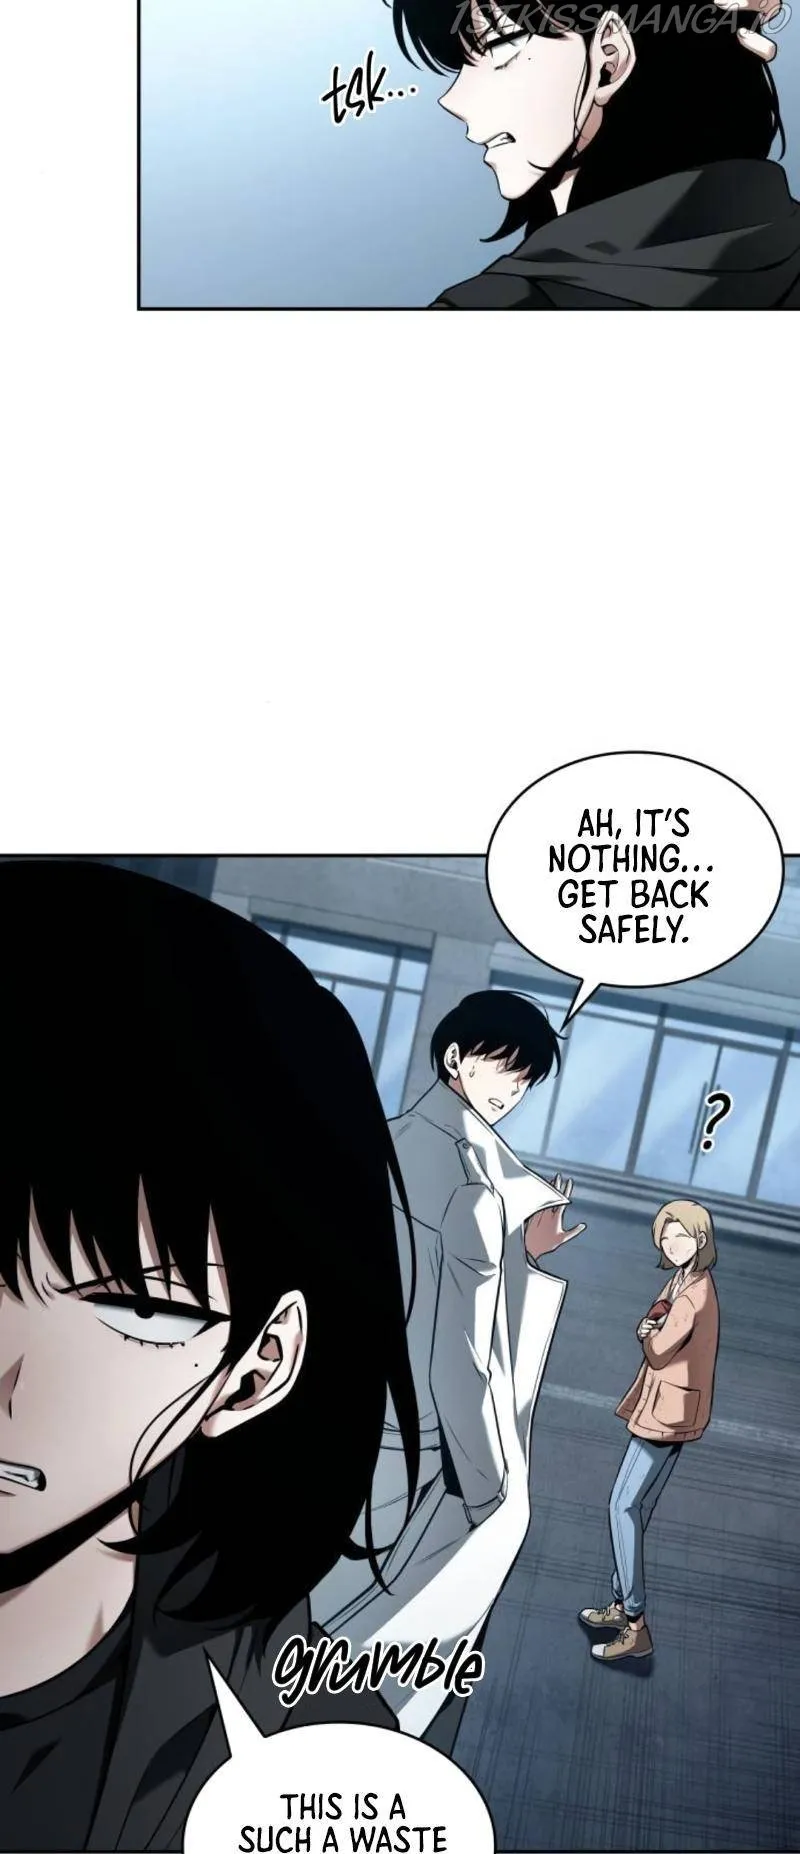 1STKISSMANGA.IO
tsk...
AH, IT'S
NOTHING...
GET BACK
SAFELY.
?
grumble
THIS IS A
SUCH A WASTE